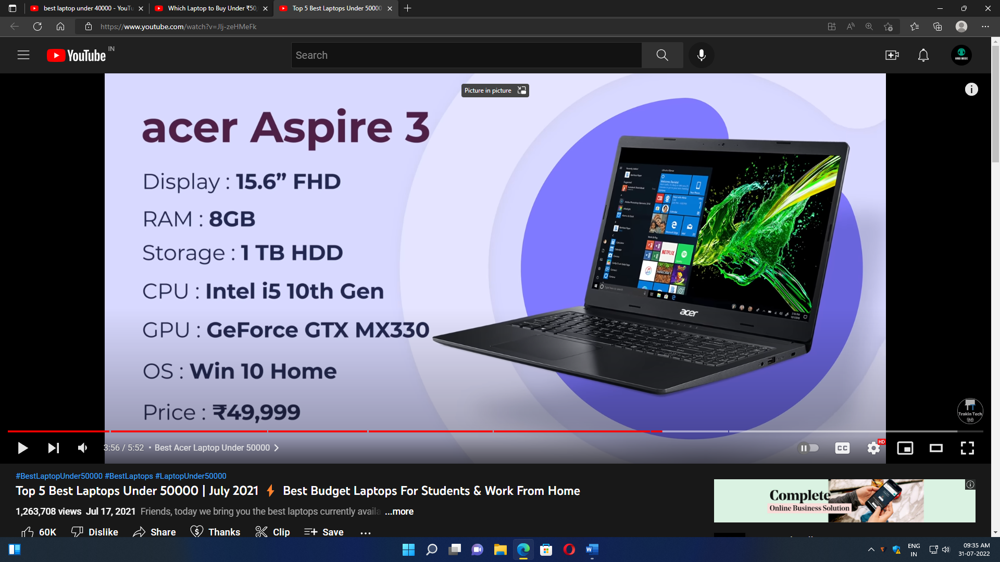 best laptop under 40000 - YouTu
Which Laptop to Buy Under ₹50,
Top 5 Best Laptops Under 50000
https://www.youtube.com/watch?v=JIj-zeHMeFk
YouTube IN
Search
Picture in picture
acer Aspire 3
Display : 15.6” FHD
RAM : 8GB
Storage : 1 TB HDD
CPU : Intel i5 10th Gen
GPU : GeForce GTX MX330
OS : Win 10 Home
Price : ₹49,999
NETFLIX
acer
ASPIRE
TrakIn Tech
हिंदी
3:56 / 5:52 • Best Acer Laptop Under 50000
CC
HD
#BestLaptopUnder50000 #BestLaptops #LaptopUnder50000
Top 5 Best Laptops Under 50000 | July 2021 ⚡ Best Budget Laptops For Students & Work From Home
1,263,708 views Jul 17, 2021 Friends, today we bring you the best laptops currently availa ...more
60K Dislike Share Thanks Clip Save ...
Complete
Online Business Solution
ENG
IN
09:35 AM
31-07-2022